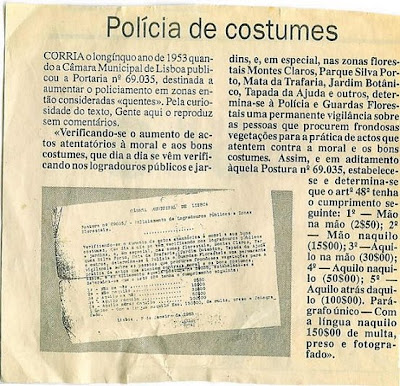 Polícia de costumes
CORRIA o longínquo ano de 1953 quan-
do a Câmara Municipal de Lisboa publi-
cou a Portaria nº 69.035, destinada a
aumentar o policiamento em zonas en-
tão consideradas «quentes». Pela curio-
sidade do texto, Gente aqui o reproduz
sem comentários.
«Verificando-se o aumento de ac-
tos atentatórios à moral e aos bons
costumes, que dia a dia se vêm verifi-
cando nos logradouros públicos e jar-
dins, e, em especial, nas zonas flores-
tais Montes Claros, Parque Silva Por-
to, Mata da Trafaria, Jardim Botâni-
co, Tapada da Ajuda e outros, deter-
mina-se à Polícia e Guardas Flores-
tais uma permanente vigilância sobre
as pessoas que procurem frondosas
vegetações para a prática de actos que
atentem contra a moral e os bons
costumes. Assim, e em aditamento
àquela Postura nº 69.035, estabelece-
se e determina-se
que o artº 48º tenha
o cumprimento se-
guinte: 1º — Mão
na mão (2$50); 2º —
Mão naquilo
(15$00); 3º — Aqui-
lo na mão (30$00);
4º — Aquilo naqui-
lo (50$00); 5º —
Aquilo atrás daqui-
lo (100$00). Pará-
grafo único — Com
a língua naquilo
150$00 de multa,
preso e fotogra-
fado».
CÂMARA MUNICIPAL DE LISBOA